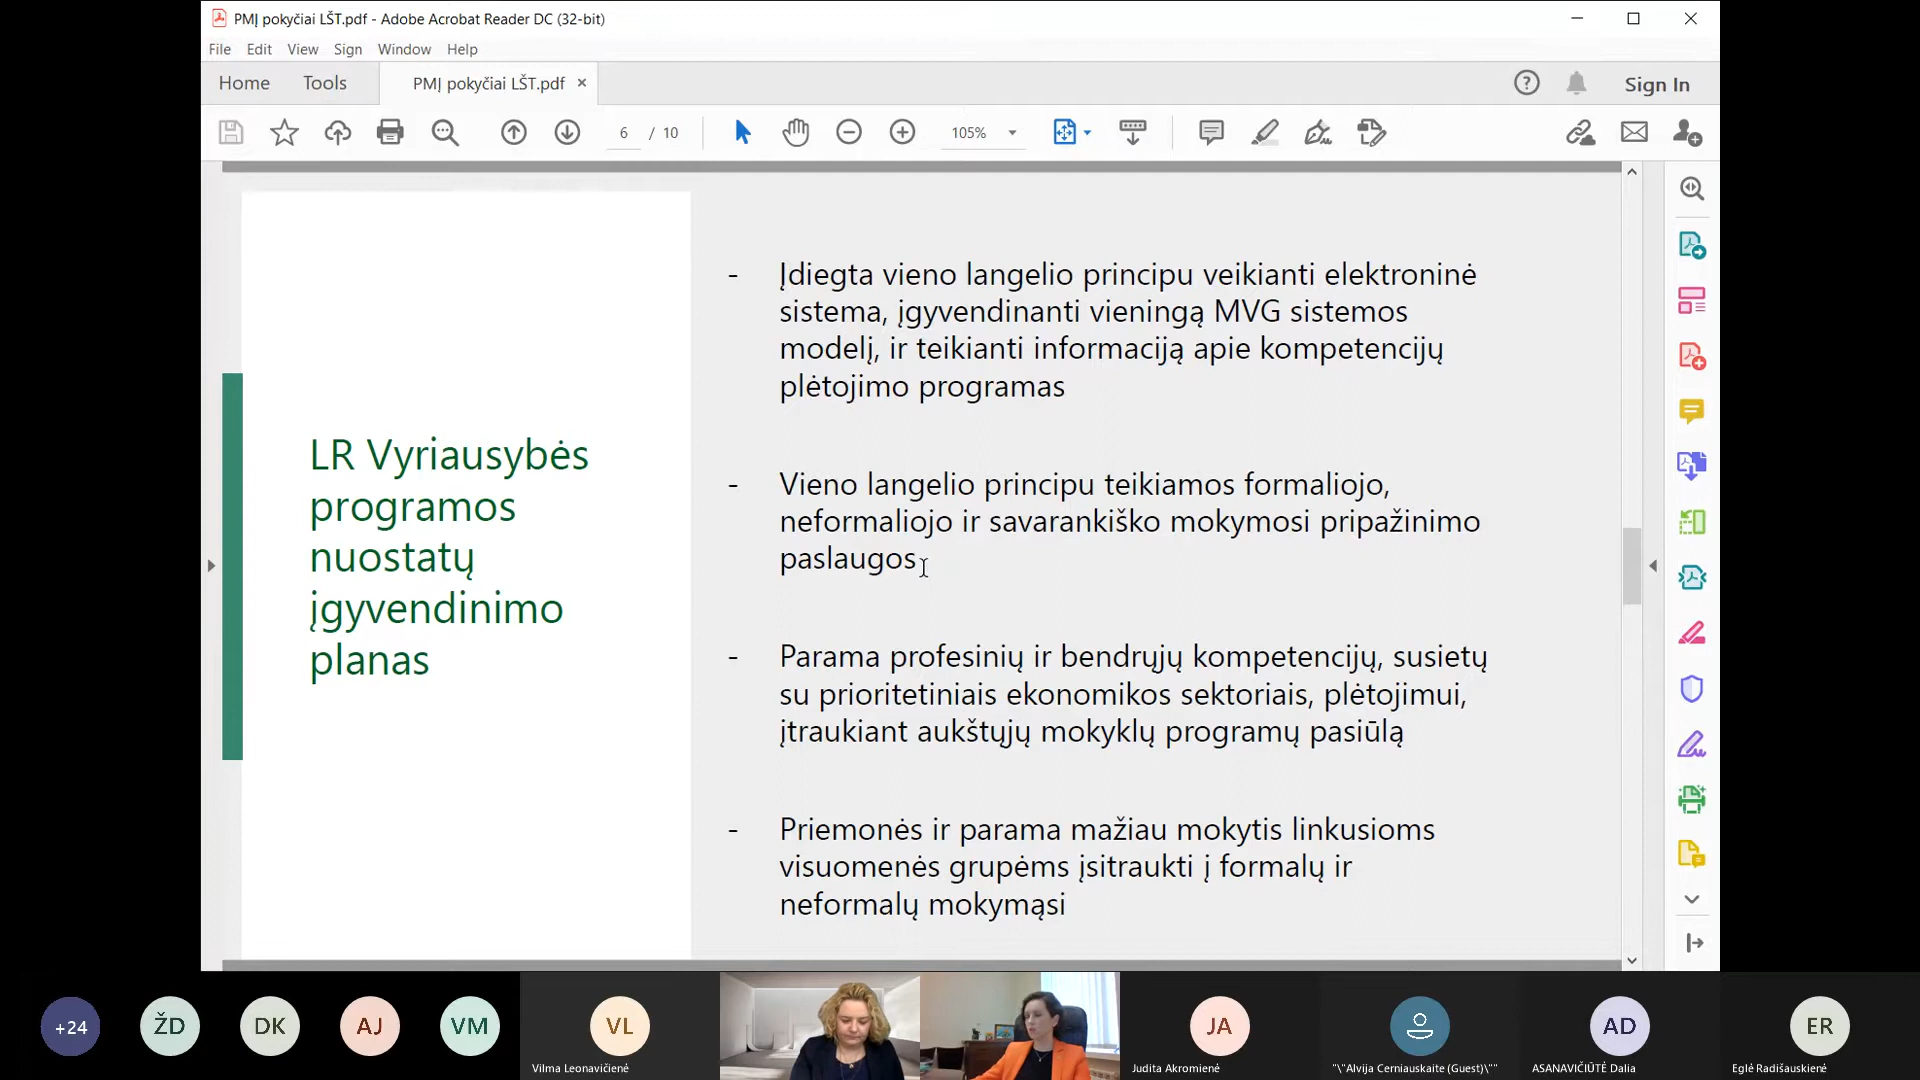 PMĮ pokyčiai LŠT.pdf - Adobe Acrobat Reader DC (32-bit)
File Edit View Sign Window Help
Home Tools PMĮ pokyčiai LŠT.pdf × Sign In
6 / 10 105%
LR Vyriausybės
programos
nuostatų
įgyvendinimo
planas
- Įdiegta vieno langelio principu veikianti elektroninė
sistema, įgyvendinanti vieningą MVG sistemos
modelį, ir teikianti informaciją apie kompetencijų
plėtojimo programas
- Vieno langelio principu teikiamos formaliojo,
neformaliojo ir savarankiško mokymosi pripažinimo
paslaugos
- Parama profesinių ir bendrųjų kompetencijų, susietų
su prioritetiniais ekonomikos sektoriais, plėtojimui,
įtraukiant aukštųjų mokyklų programų pasiūlą
- Priemonės ir parama mažiau mokytis linkusioms
visuomenės grupėms įsitraukti į formalų ir
neformalų mokymąsi
+24 ŽD DK AJ VM VL JA AD ER
Vilma Leonavičienė Judita Akromienė "\"Alvija Cerniauskaite (Guest)\"" ASANAVIČIŪTĖ Dalia Eglė Radišauskienė